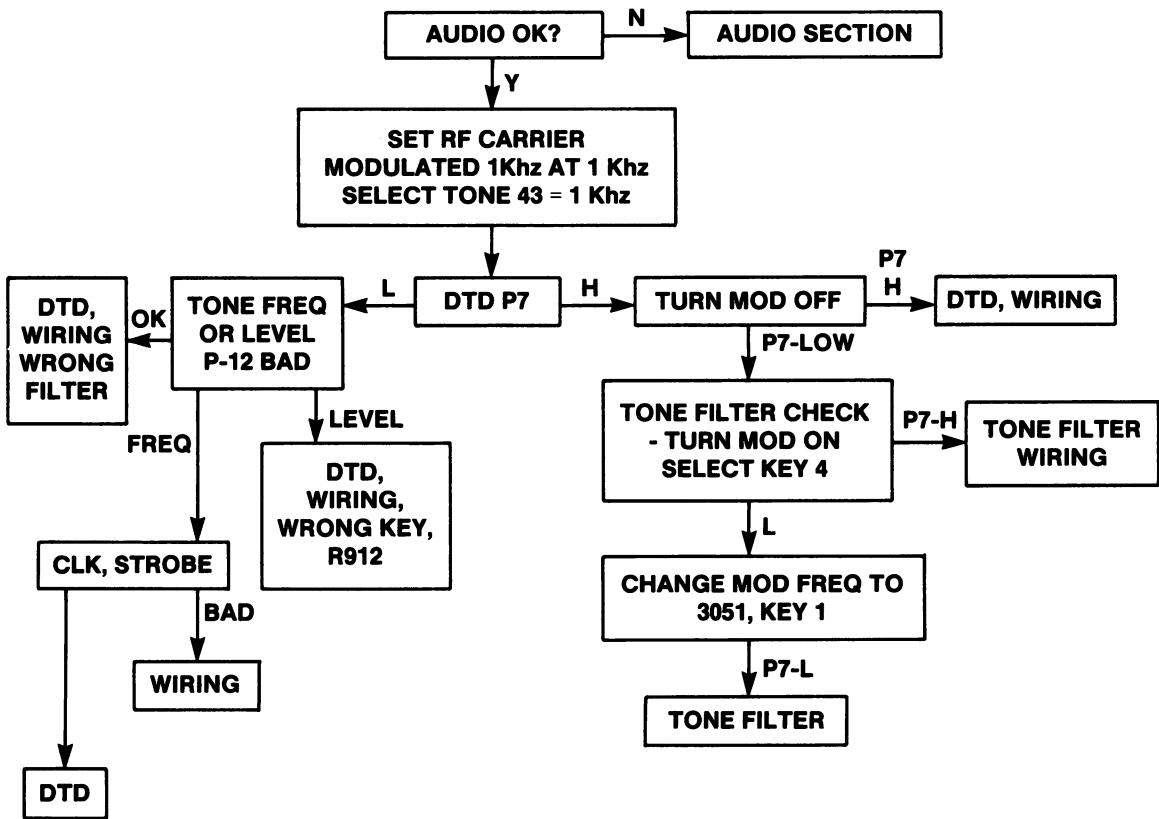 AUDIO OK?
N
AUDIO SECTION
Y
SET RF CARRIER
MODULATED 1Khz AT 1 Khz
SELECT TONE 43 = 1 Khz
DTD,
WIRING
WRONG
FILTER
OK
TONE FREQ
OR LEVEL
P-12 BAD
L
DTD P7
H
TURN MOD OFF
P7
H
DTD, WIRING
P7-LOW
FREQ
LEVEL
DTD,
WIRING,
WRONG KEY,
R912
TONE FILTER CHECK
- TURN MOD ON
SELECT KEY 4
P7-H
TONE FILTER
WIRING
L
CLK, STROBE
BAD
WIRING
DTD
CHANGE MOD FREQ TO
3051, KEY 1
P7-L
TONE FILTER